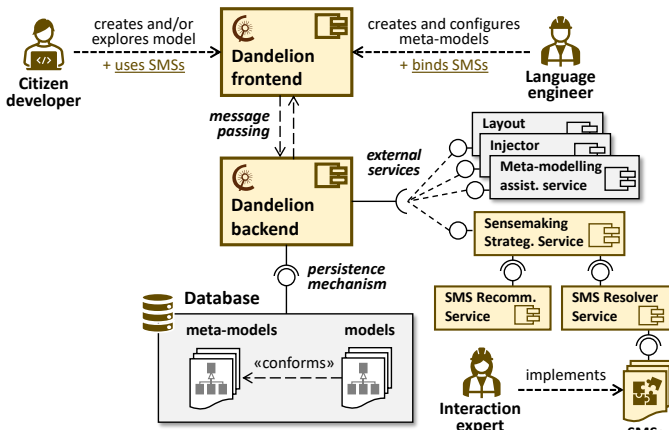 creates and/or
explores model
+ uses SMSs
Citizen
developer
Dandelion
frontend
creates and configures
meta-models
+ binds SMSs
Language
engineer
message
passing
external
services
Layout
Injector
Meta-modelling
assist. service
Dandelion
backend
Sensemaking
Strateg. Service
persistence
mechanism
SMS Recomm.
Service
SMS Resolver
Service
Database
meta-models
models
«conforms»
Interaction
expert
implements
SMS